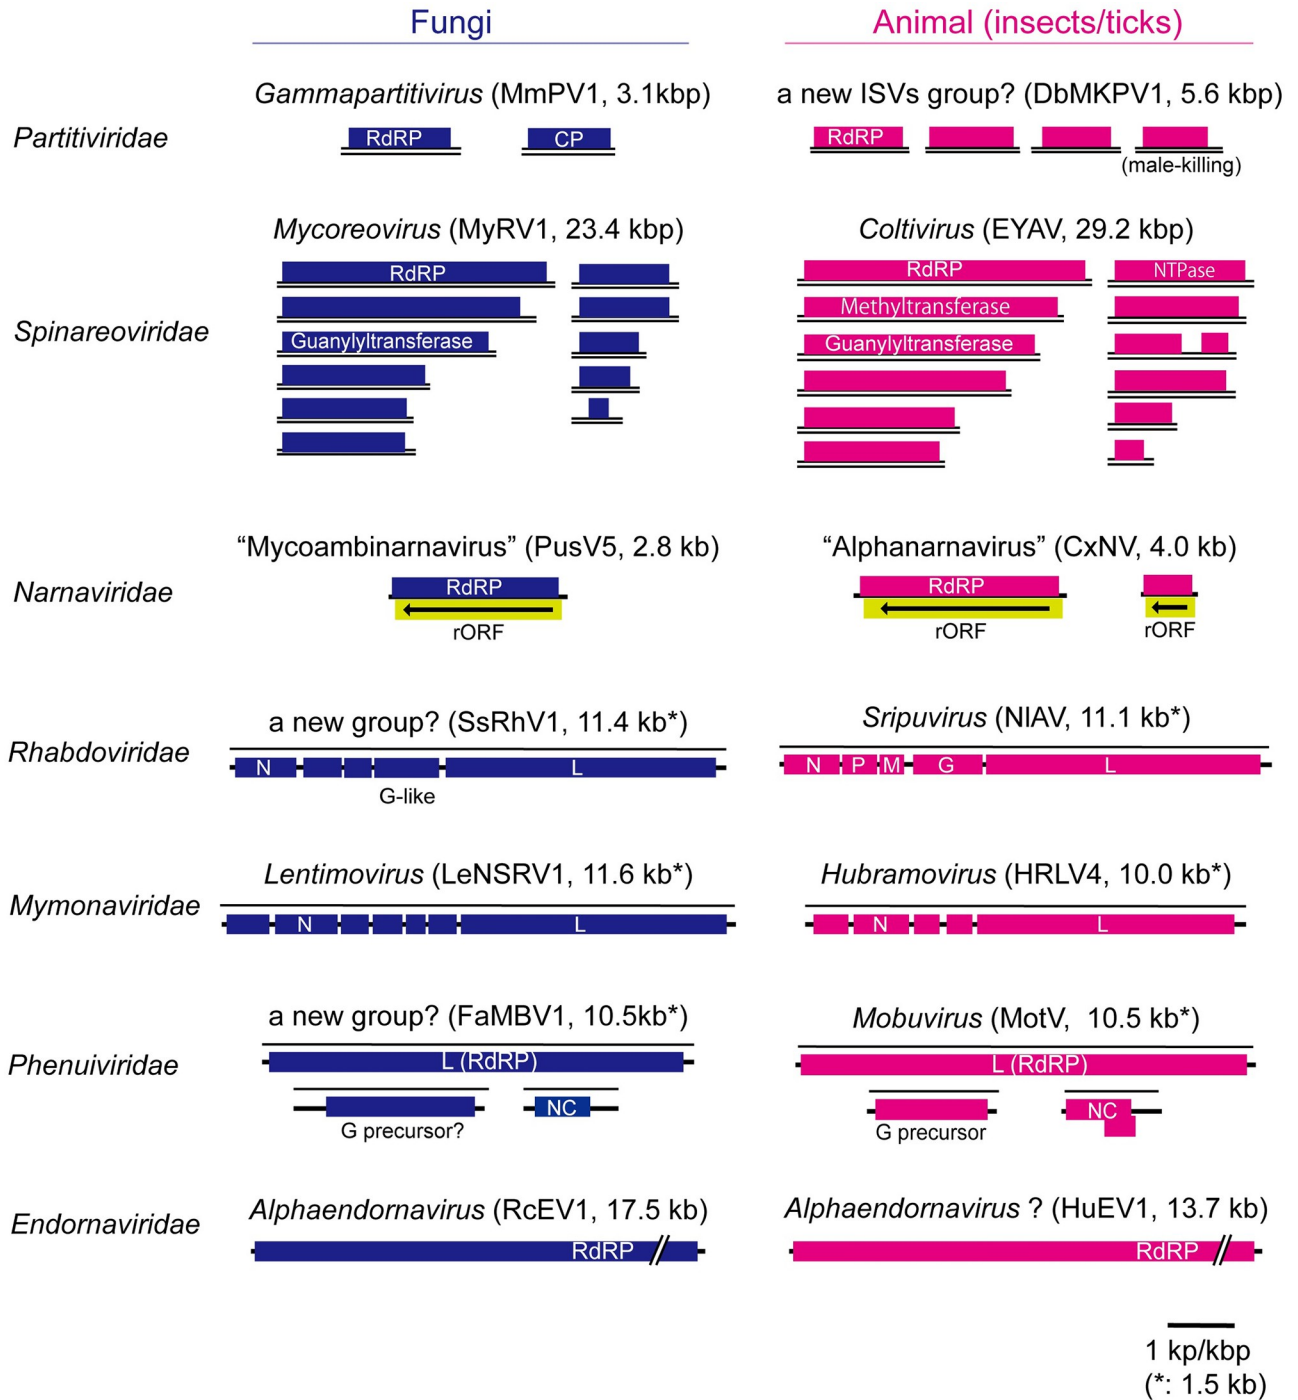 Fungi
Animal (insects/ticks)
Partitiviridae
Gammapartitivirus (MmPV1, 3.1kbp)
RdRP
CP
a new ISVs group? (DbMKPV1, 5.6 kbp)
RdRP
(male-killing)
Spinareoviridae
Mycoreovirus (MyRV1, 23.4 kbp)
RdRP
Guanylyltransferase
Coltivirus (EYAV, 29.2 kbp)
RdRP
NTPase
Methyltransferase
Guanylyltransferase
Narnaviridae
“Mycoambinarnavirus” (PusV5, 2.8 kb)
RdRP
rORF
“Alphanarnavirus” (CxNV, 4.0 kb)
RdRP
rORF
rORF
Rhabdoviridae
a new group? (SsRhV1, 11.4 kb*)
N
L
G-like
Sripuvirus (NIAV, 11.1 kb*)
N P M G L
Mymonaviridae
Lentimovirus (LeNSRV1, 11.6 kb*)
N
L
Hubramovirus (HRLV4, 10.0 kb*)
N
L
Phenuiviridae
a new group? (FaMBV1, 10.5kb*)
L (RdRP)
NC
G precursor?
Mobuvirus (MotV, 10.5 kb*)
L (RdRP)
NC
G precursor
Endornaviridae
Alphaendornavirus (RcEV1, 17.5 kb)
RdRP
Alphaendornavirus ? (HuEV1, 13.7 kb)
RdRP
1 kp/kbp
(*: 1.5 kb)